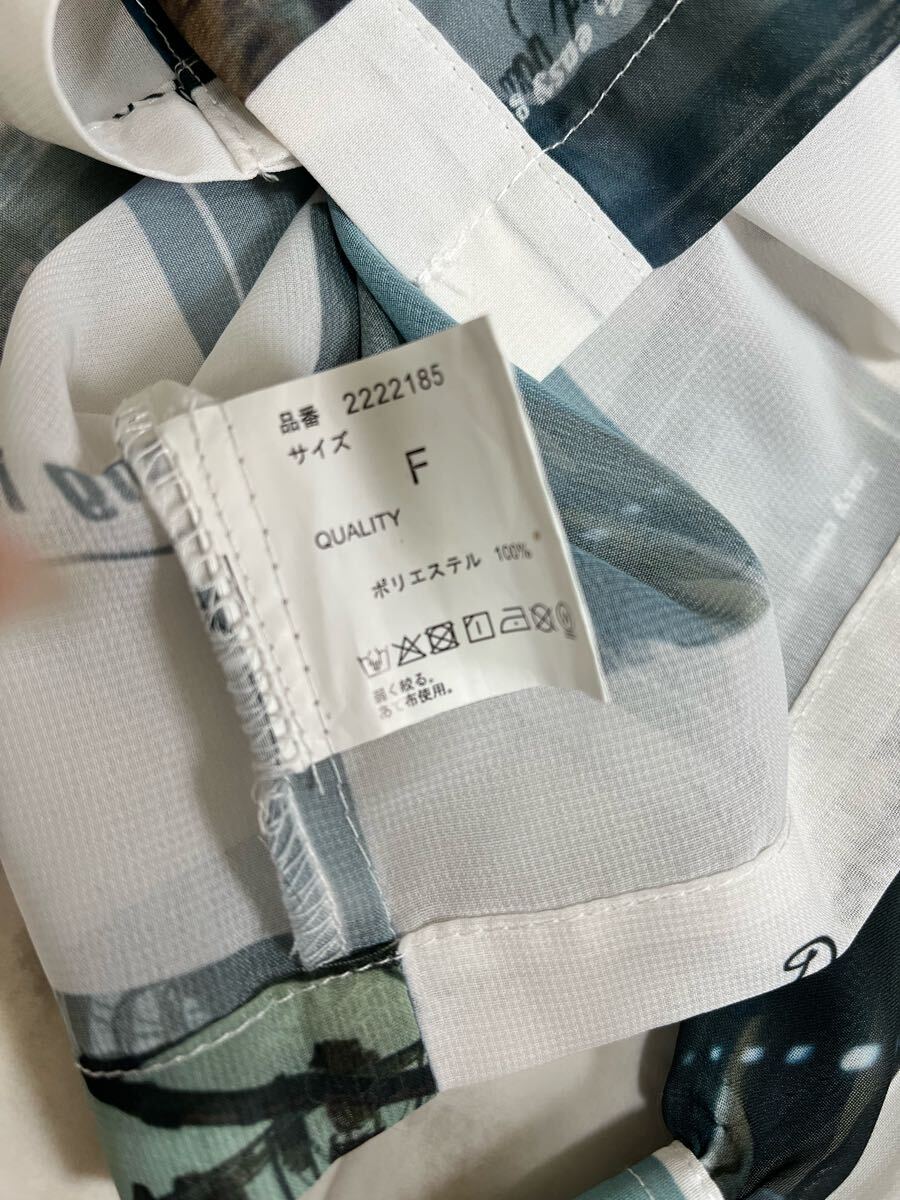 easy
品番 2222185
サイズ
F
QUALITY
ポリエステル 100%
弱く絞る。
あて布使用。